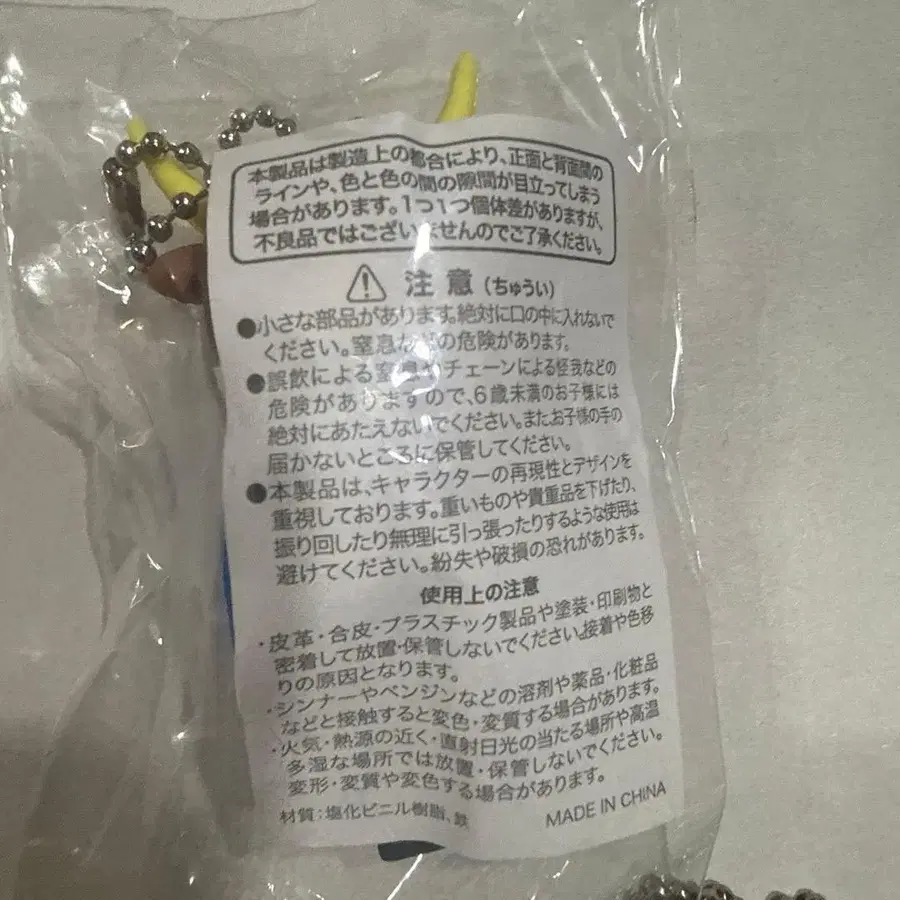 本製品は製造上の都合により、正面と背面間の
ラインや、色と色の間の隙間が目立ってしまう
場合があります。1つ1つ個体差がありますが、
不良品ではございませんのでご了承ください。
注意(ちゅうい)
●小さな部品があります。絶対に口の中に入れないで
ください。窒息などの危険があります。
●誤飲による窒息やチェーンによる怪我などの
危険がありますので、6歳未満のお子様には
絶対にあたえないでください。またお子様の手の
届かないところに保管してください。
●本製品は、キャラクターの再現性とデザインを
重視しております。重いものや貴重品を下げたり、
振り回したり無理に引っ張ったりするような使用は
避けてください。紛失や破損の恐れがあります。
使用上の注意
・皮革・合皮・プラスチック製品や塗装・印刷物と
密着して放置・保管しないでください。接着や色移
りの原因となります。
・シンナーやベンジンなどの溶剤や薬品・化粧品
などと接触すると変色・変質する場合があります。
・火気・熱源の近く・直射日光の当たる場所や高温
多湿な場所では放置・保管しないでください。
変形・変質や変色する場合があります。
材質：塩化ビニル樹脂、鉄
MADE IN CHINA